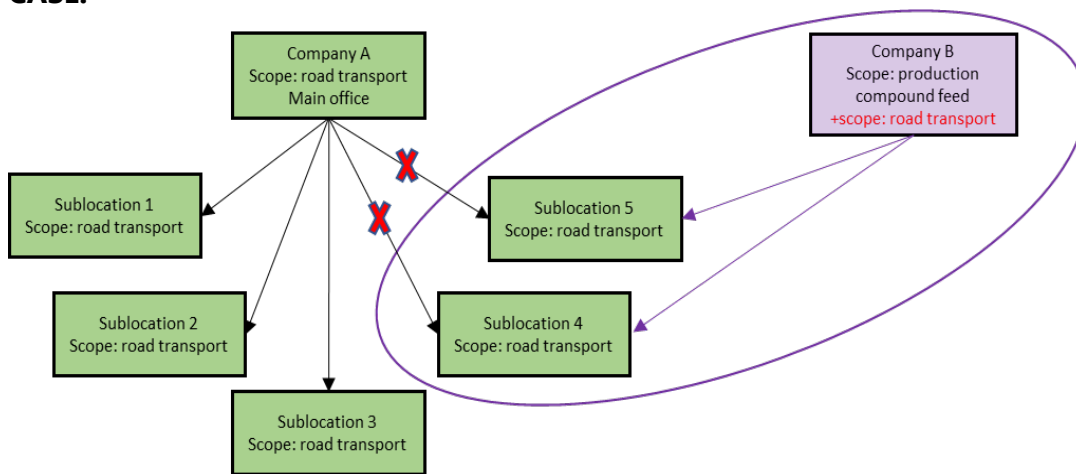 CASE:
Company A
Scope: road transport
Main office
Company B
Scope: production
compound feed
+scope: road transport
Sublocation 1
Scope: road transport
Sublocation 5
Scope: road transport
Sublocation 2
Scope: road transport
Sublocation 4
Scope: road transport
Sublocation 3
Scope: road transport